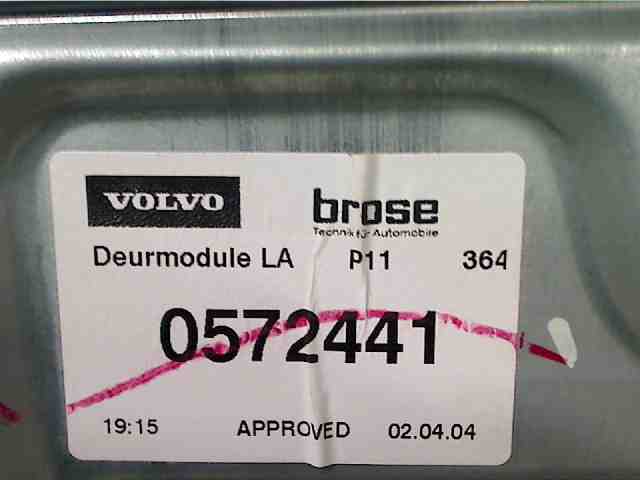 VOLVO
brose
Technik für Automobile
Deurmodule LA P11 364
0572441
19:15 APPROVED 02.04.04